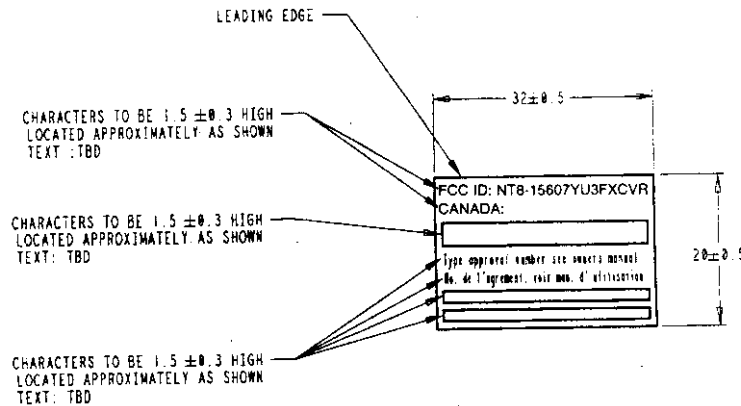 LEADING EDGE
32±0.5
CHARACTERS TO BE 1.5 ±0.3 HIGH
LOCATED APPROXIMATELY AS SHOWN
TEXT :TBD
FCC ID: NT8-15607YU3FXCVR
CANADA:
CHARACTERS TO BE 1.5 ±0.3 HIGH
LOCATED APPROXIMATELY AS SHOWN
TEXT: TBD
Type approval number see owners manual
No. de l'agrement, voir man. d'utilisation
20±0.5
CHARACTERS TO BE 1.5 ±0.3 HIGH
LOCATED APPROXIMATELY AS SHOWN
TEXT: TBD